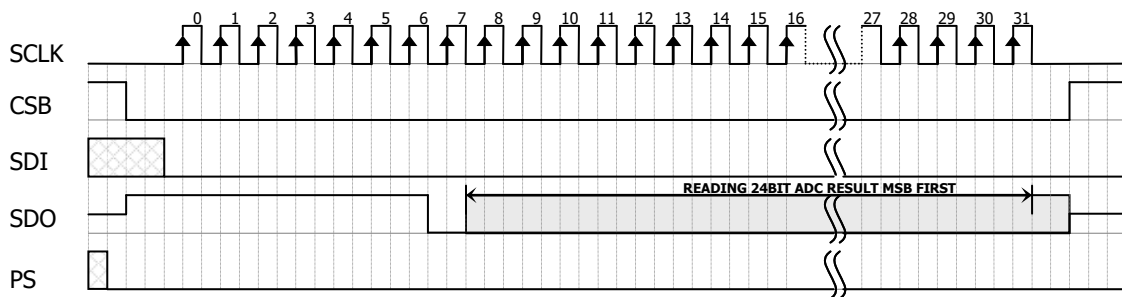 0 1 2 3 4 5 6 7 8 9 10 11 12 13 14 15 16 27 28 29 30 31
SCLK
CSB
SDI
READING 24BIT ADC RESULT MSB FIRST
SDO
PS